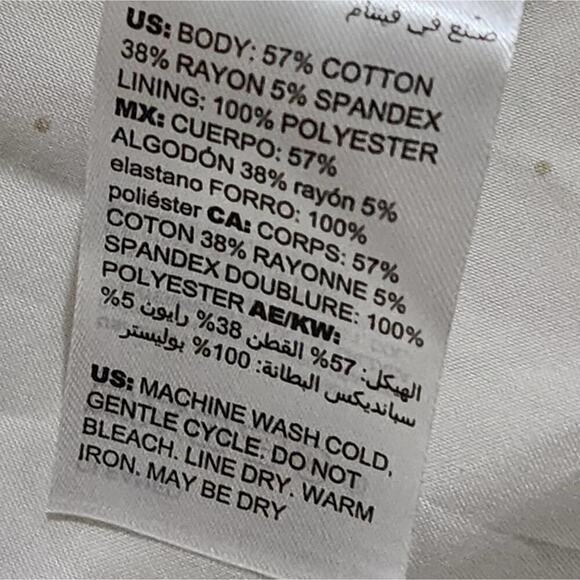 صنع في فيتنام
US: BODY: 57% COTTON
38% RAYON 5% SPANDEX
LINING: 100% POLYESTER
MX: CUERPO: 57%
ALGODÓN 38% rayón 5%
elastano FORRO: 100%
poliéster CA: CORPS: 57%
COTON 38% RAYONNE 5%
SPANDEX DOUBLURE: 100%
POLYESTER AE/KW:
الهيكل: 57% القطن 38% رايون 5%
سبانديكس البطانة: 100% بوليستر
US: MACHINE WASH COLD,
GENTLE CYCLE. DO NOT
BLEACH. LINE DRY. WARM
IRON. MAY BE DRY